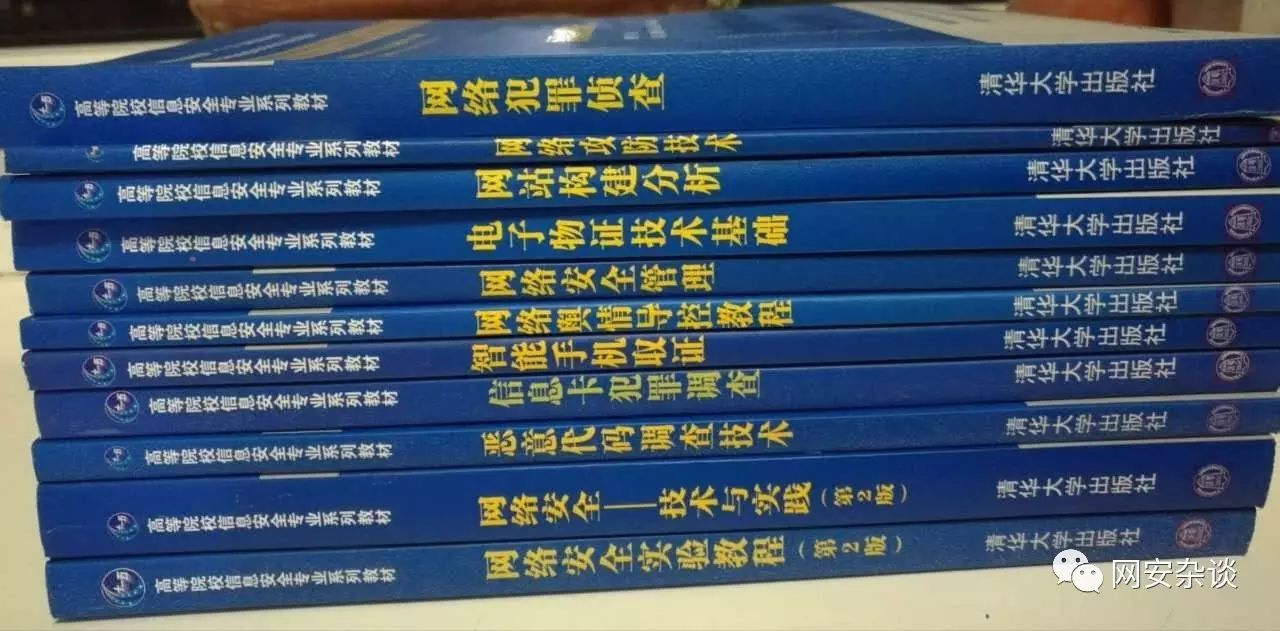 高等院校信息安全专业系列教材 网络犯罪侦查 清华大学出版社
高等院校信息安全专业系列教材 网络攻防技术 清华大学出版社
高等院校信息安全专业系列教材 网站构建分析 清华大学出版社
高等院校信息安全专业系列教材 电子物证技术基础 清华大学出版社
高等院校信息安全专业系列教材 网络安全管理 清华大学出版社
高等院校信息安全专业系列教材 网络舆情导控教程 清华大学出版社
高等院校信息安全专业系列教材 智能手机取证 清华大学出版社
高等院校信息安全专业系列教材 信息卡犯罪调查 清华大学出版社
高等院校信息安全专业系列教材 恶意代码调查技术 清华大学出版社
高等院校信息安全专业系列教材 网络安全——技术与实践（第2版） 清华大学出版社
高等院校信息安全专业系列教材 网络安全实验教程（第2版） 清华大学出版社
网安杂谈